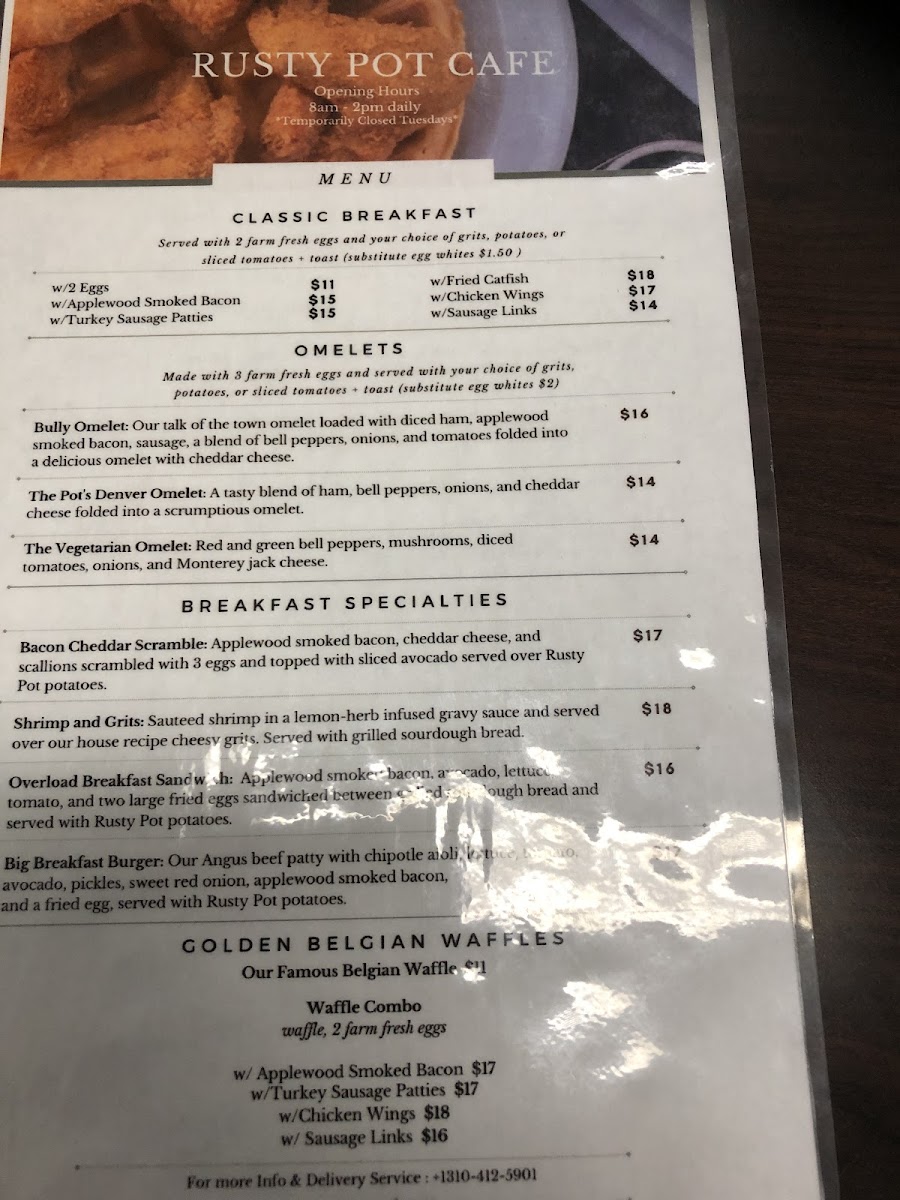 RUSTY POT CAFE
Opening Hours
8am - 2pm daily
*Temporarily Closed Tuesdays*
MENU
CLASSIC BREAKFAST
Served with 2 farm fresh eggs and your choice of grits, potatoes, or
sliced tomatoes + toast (substitute egg whites $1.50 )
w/2 Eggs $11 w/Fried Catfish $18
w/Applewood Smoked Bacon $15 w/Chicken Wings $17
w/Turkey Sausage Patties $15 w/Sausage Links $14
OMELETS
Made with 3 farm fresh eggs and served with your choice of grits,
potatoes, or sliced tomatoes + toast (substitute egg whites $2)
Bully Omelet: Our talk of the town omelet loaded with diced ham, applewood $16
smoked bacon, sausage, a blend of bell peppers, onions, and tomatoes folded into
a delicious omelet with cheddar cheese.
The Pot's Denver Omelet: A tasty blend of ham, bell peppers, onions, and cheddar $14
cheese folded into a scrumptious omelet.
The Vegetarian Omelet: Red and green bell peppers, mushrooms, diced $14
tomatoes, onions, and Monterey jack cheese.
BREAKFAST SPECIALTIES
Bacon Cheddar Scramble: Applewood smoked bacon, cheddar cheese, and $17
scallions scrambled with 3 eggs and topped with sliced avocado served over Rusty
Pot potatoes.
Shrimp and Grits: Sauteed shrimp in a lemon-herb infused gravy sauce and served $18
over our house recipe cheesy grits. Served with grilled sourdough bread.
Overload Breakfast Sandwich: Applewood smoked bacon, avocado, lettuce, $16
tomato, and two large fried eggs sandwiched between sourdough bread and
served with Rusty Pot potatoes.
Big Breakfast Burger: Our Angus beef patty with chipotle aioli, lettuce, $17
avocado, pickles, sweet red onion, applewood smoked bacon,
and a fried egg, served with Rusty Pot potatoes.
GOLDEN BELGIAN WAFFLES
Our Famous Belgian Waffle $11
Waffle Combo
waffle, 2 farm fresh eggs
w/ Applewood Smoked Bacon $17
w/Turkey Sausage Patties $17
w/Chicken Wings $18
w/ Sausage Links $16
For more Info & Delivery Service : +1310-412-5901